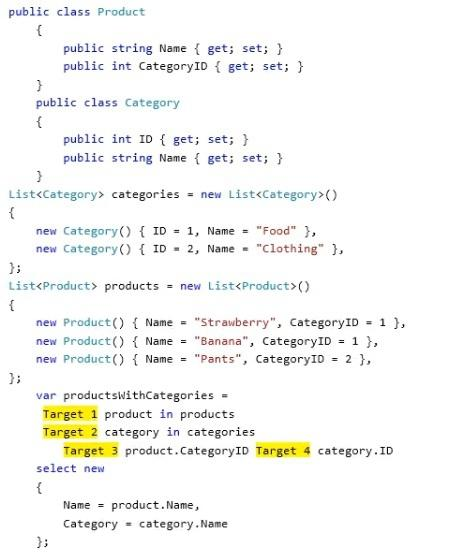 public class Product
{
public string Name { get; set; }
public int CategoryID { get; set; }
}
public class Category
{
public int ID { get; set; }
public string Name { get; set; }
}
List<Category> categories = new List<Category>()
{
new Category() { ID = 1, Name = "Food" },
new Category() { ID = 2, Name = "Clothing" },
};
List<Product> products = new List<Product>()
{
new Product() { Name = "Strawberry", CategoryID = 1 },
new Product() { Name = "Banana", CategoryID = 1 },
new Product() { Name = "Pants", CategoryID = 2 },
};
var productsWithCategories =
Target 1 product in products
Target 2 category in categories
Target 3 product.CategoryID Target 4 category.ID
select new
{
Name = product.Name,
Category = category.Name
};